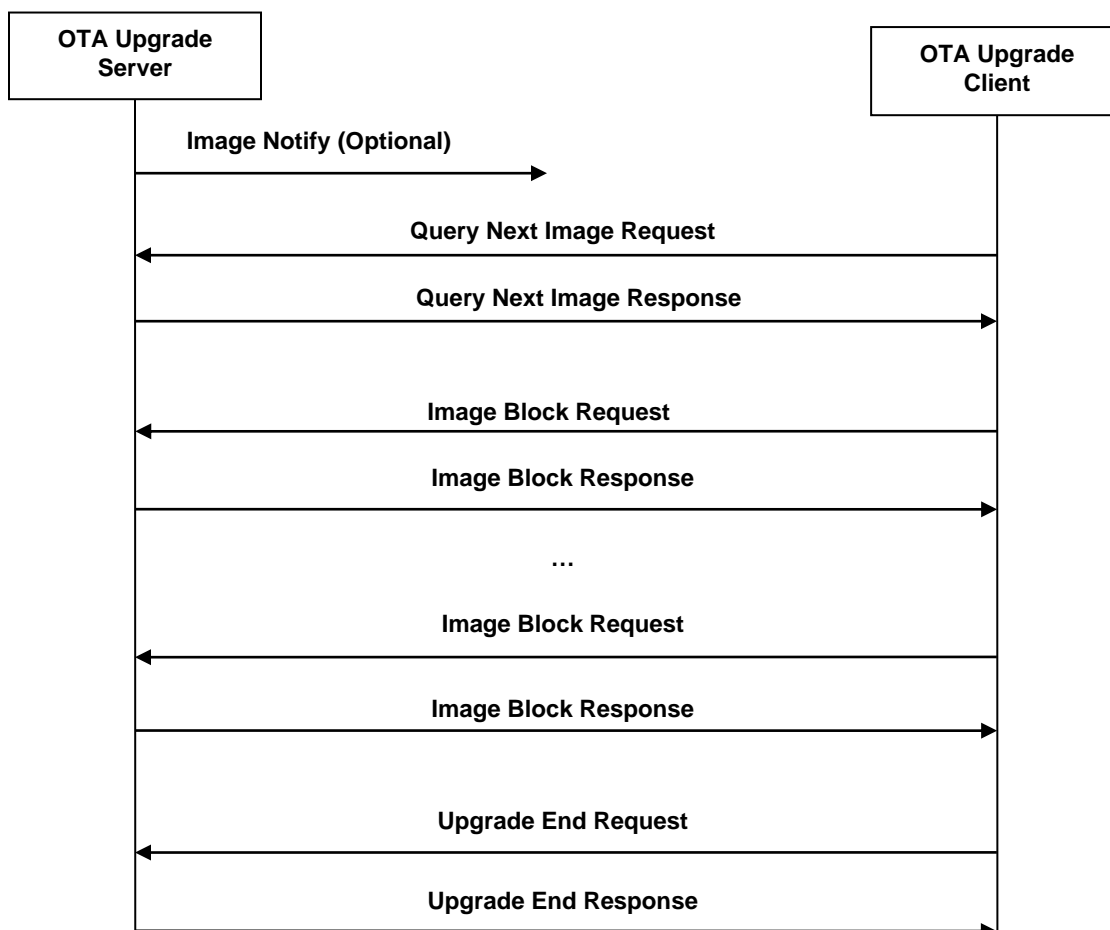 OTA Upgrade
Server
OTA Upgrade
Client
Image Notify (Optional)
Query Next Image Request
Query Next Image Response
Image Block Request
Image Block Response
…
Image Block Request
Image Block Response
Upgrade End Request
Upgrade End Response